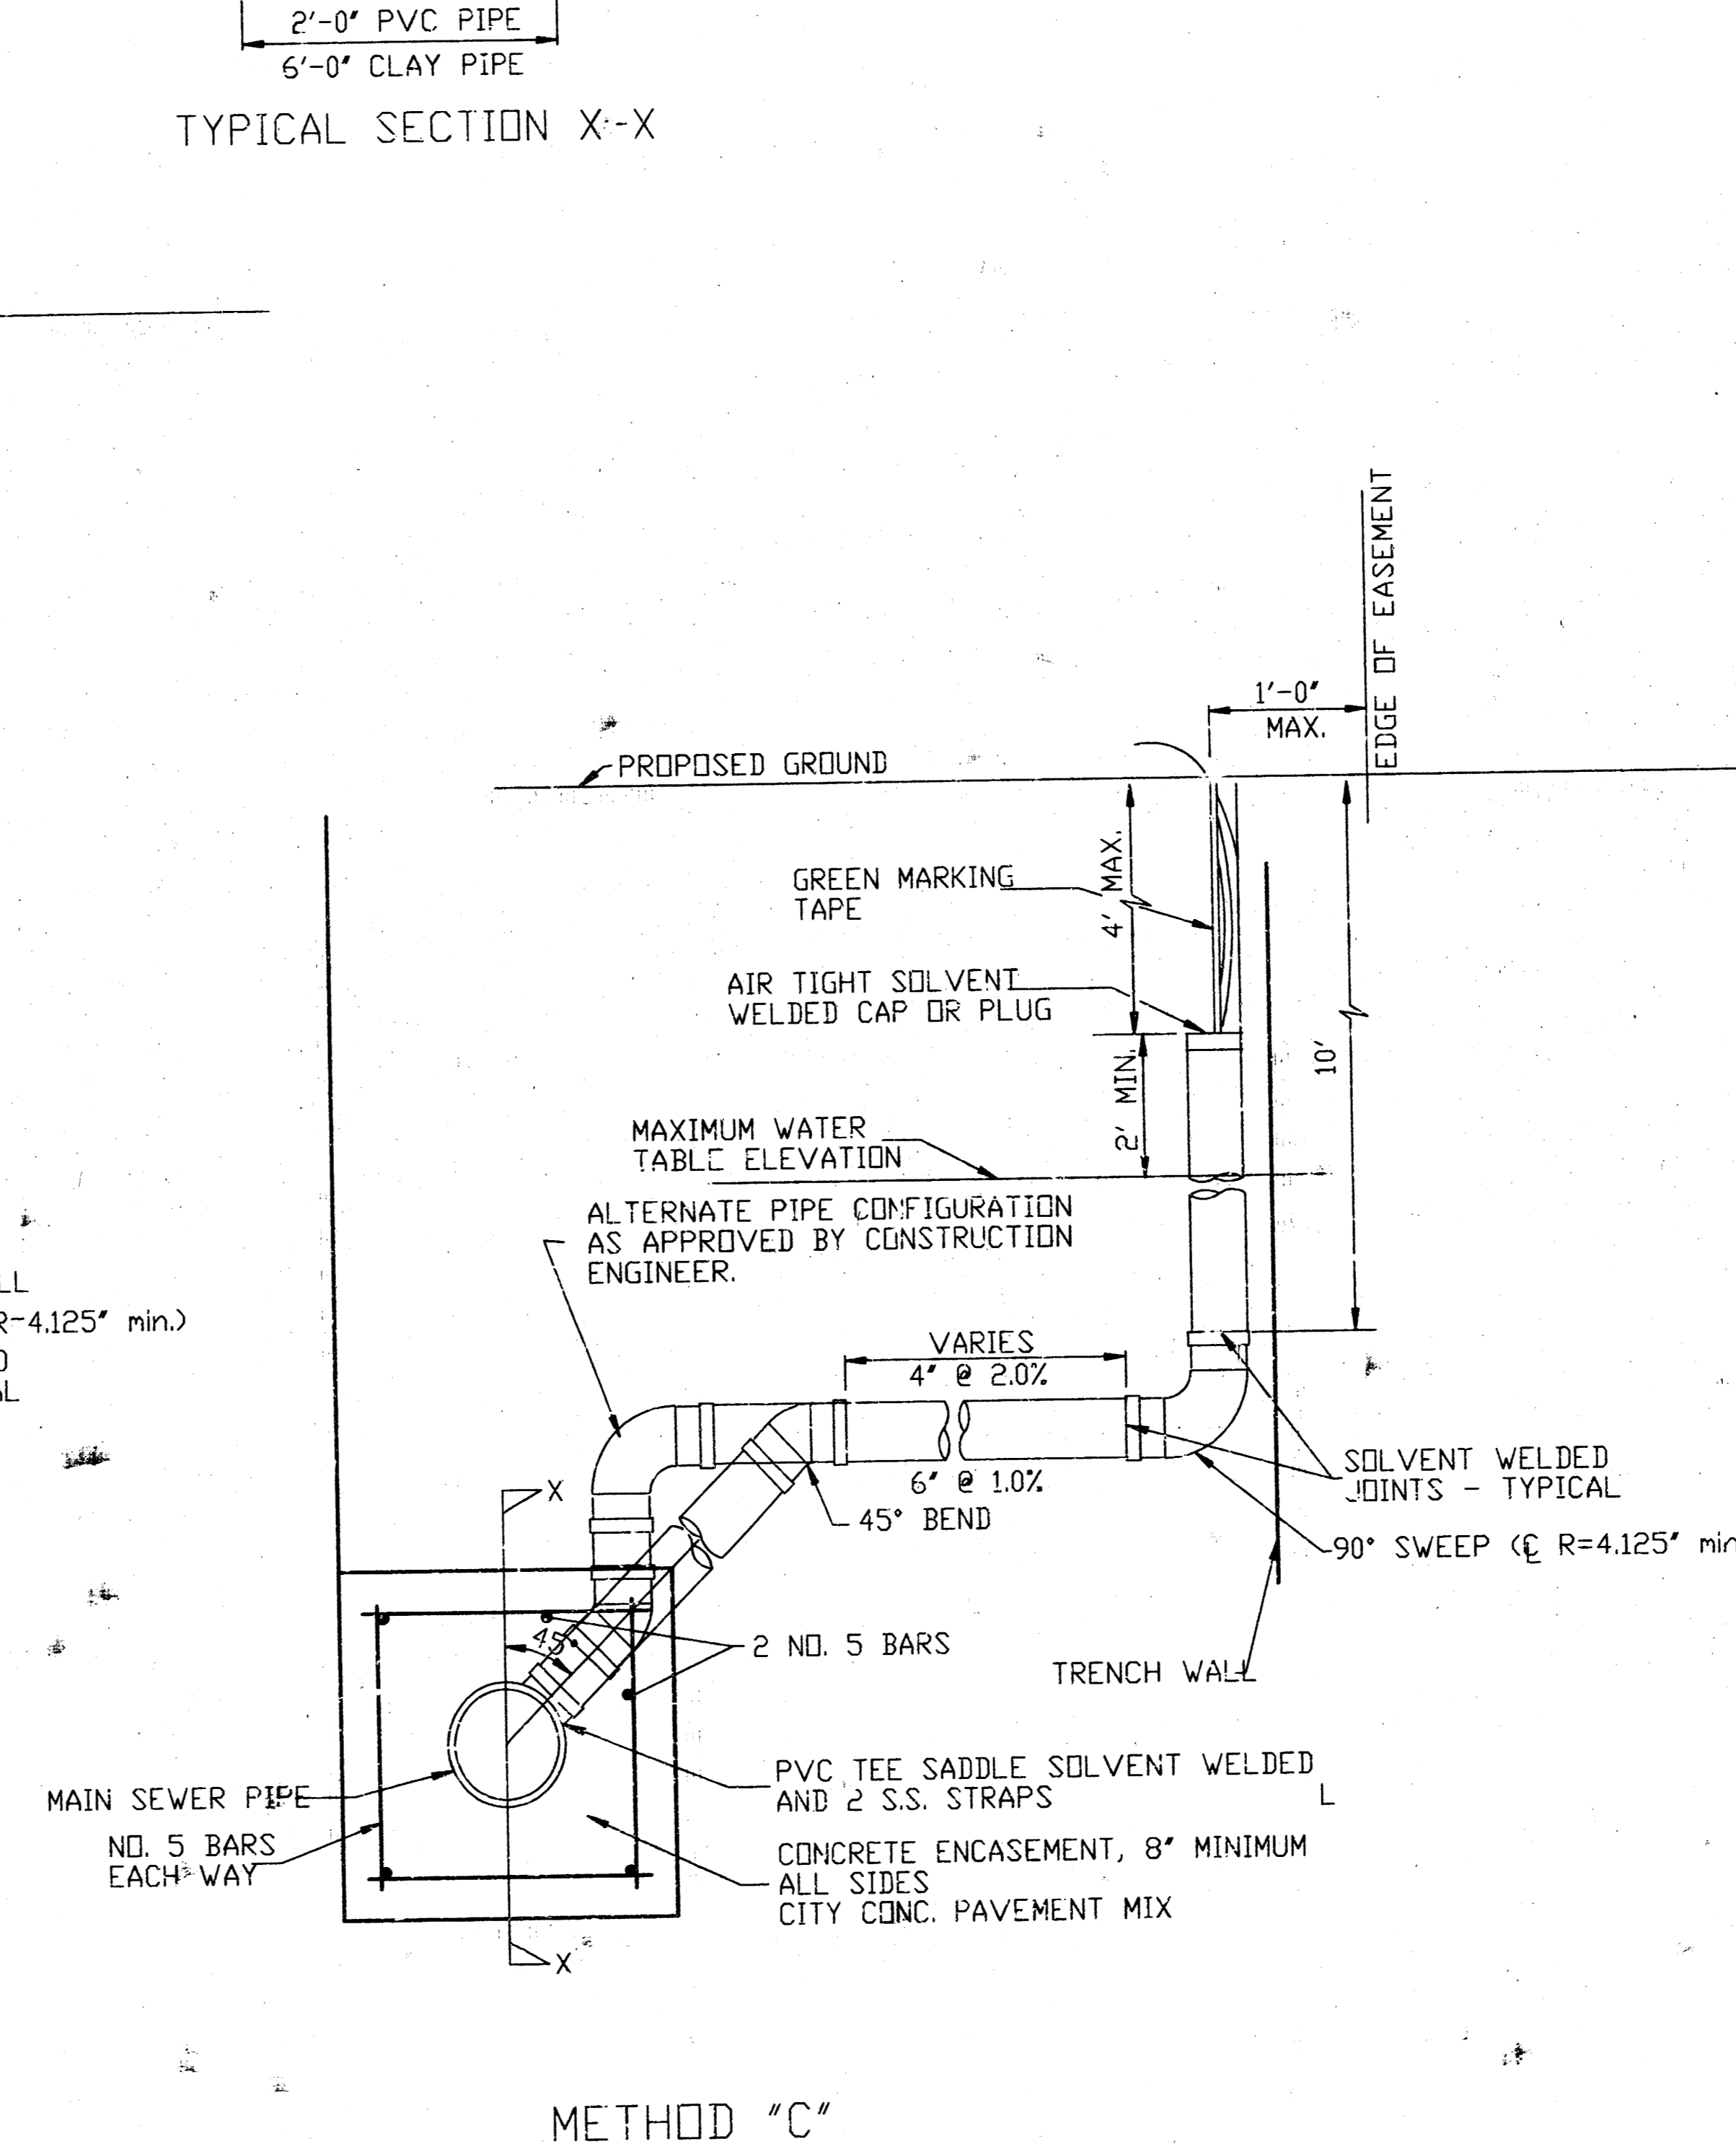 2'-0" PVC PIPE
6'-0" CLAY PIPE
TYPICAL SECTION X-X
EDGE OF EASEMENT
1'-0"
MAX.
PROPOSED GROUND
4' MAX.
GREEN MARKING
TAPE
AIR TIGHT SOLVENT
WELDED CAP OR PLUG
2' MIN.
10'
MAXIMUM WATER
TABLE ELEVATION
ALTERNATE PIPE CONFIGURATION
AS APPROVED BY CONSTRUCTION
ENGINEER.
R-4.125" min.)
VARIES
4" @ 2.0%
6" @ 1.0%
45° BEND
SOLVENT WELDED
JOINTS - TYPICAL
90° SWEEP (℄ R=4.125" min
X
45°
2 NO. 5 BARS
TRENCH WALL
PVC TEE SADDLE SOLVENT WELDED
AND 2 S.S. STRAPS
L
MAIN SEWER PIPE
NO. 5 BARS
EACH WAY
CONCRETE ENCASEMENT, 8" MINIMUM
ALL SIDES
CITY CONC. PAVEMENT MIX
X
METHOD "C"